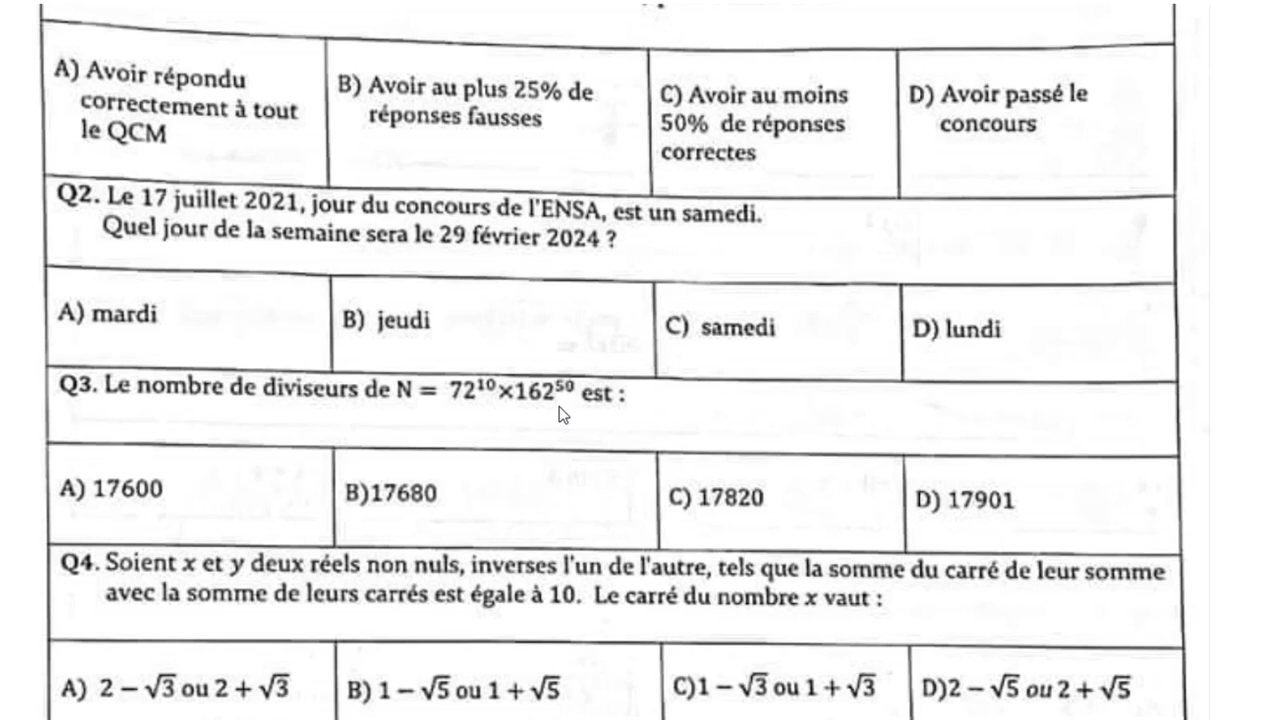 A) Avoir répondu
correctement à tout
le QCM
B) Avoir au plus 25% de
réponses fausses
C) Avoir au moins
50% de réponses
correctes
D) Avoir passé le
concours
Q2. Le 17 juillet 2021, jour du concours de l'ENSA, est un samedi.
Quel jour de la semaine sera le 29 février 2024 ?
A) mardi
B) jeudi
C) samedi
D) lundi
Q3. Le nombre de diviseurs de N = 72¹⁰×162⁵⁰ est :
A) 17600
B)17680
C) 17820
D) 17901
Q4. Soient x et y deux réels non nuls, inverses l'un de l'autre, tels que la somme du carré de leur somme
avec la somme de leurs carrés est égale à 10. Le carré du nombre x vaut :
A) 2 − √3 ou 2 + √3
B) 1 − √5 ou 1 + √5
C)1 − √3 ou 1 + √3
D)2 − √5 ou 2 + √5